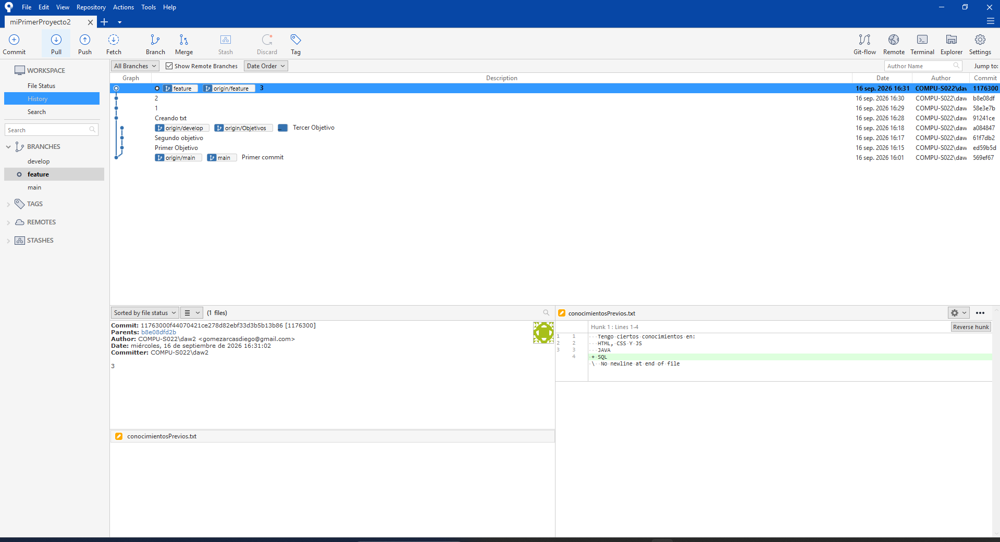 File Edit View Repository Actions Tools Help
miPrimerProyecto2
Commit Pull Push Fetch Branch Merge Stash Discard Tag Git-flow Remote Terminal Explorer Settings
WORKSPACE
File Status
History
Search
Search
BRANCHES
develop
feature
main
TAGS
REMOTES
STASHES
All Branches Show Remote Branches Date Order Author Name Jump to:
Graph Description Date Author Commit
feature origin/feature 3 16 sep. 2026 16:31 COMPU-S022\daw 1176300
2 16 sep. 2026 16:30 COMPU-S022\daw b8e08df
1 16 sep. 2026 16:29 COMPU-S022\daw 58e3e7b
Creando txt 16 sep. 2026 16:28 COMPU-S022\daw 91241ce
origin/develop origin/Objetivos ... Tercer Objetivo 16 sep. 2026 16:18 COMPU-S022\daw a084847
Segundo objetivo 16 sep. 2026 16:17 COMPU-S022\daw 61f7db2
Primer Objetivo 16 sep. 2026 16:15 COMPU-S022\daw ed59b5d
origin/main main Primer commit 16 sep. 2026 16:01 COMPU-S022\daw 569ef67
Sorted by file status (1 files)
Commit: 11763000f44070421ce278d82ebf33d3b5b13b86 [1176300]
Parents: b8e08dfd2b
Author: COMPU-S022\daw2 <gomezarcasdiego@gmail.com>
Date: miércoles, 16 de septiembre de 2026 16:31:02
Committer: COMPU-S022\daw2
3
conocimientosPrevios.txt
conocimientosPrevios.txt
Hunk 1 : Lines 1-4 Reverse hunk
1 1 Tengo ciertos conocimientos en:
2 2 HTML, CSS Y JS
3 3 JAVA
4 + SQL
\ No newline at end of file